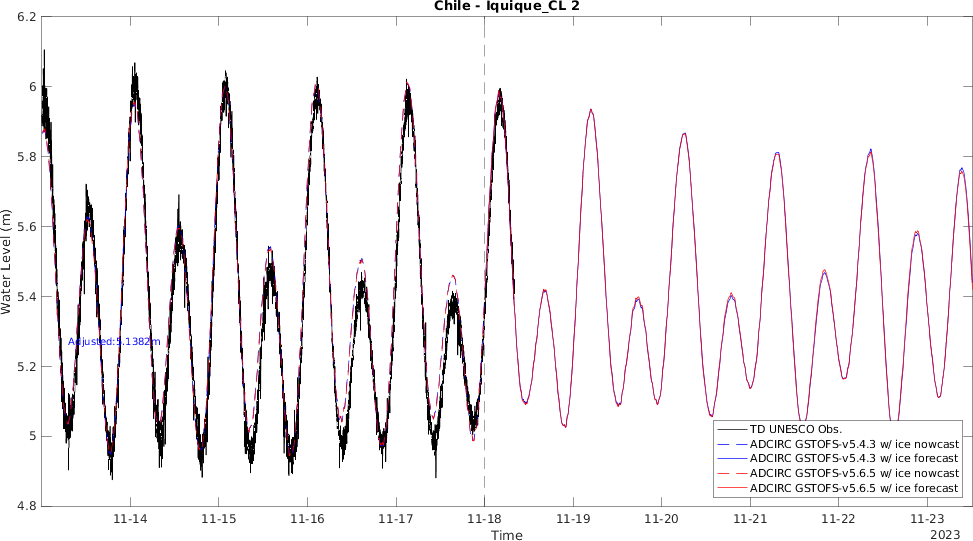 Chile - Iquique_CL 2
6.2
6
5.8
5.6
5.4
5.2
5
4.8
Water Level (m)
Adjusted:5.1382m
TD UNESCO Obs.
ADCIRC GSTOFS-v5.4.3 w/ ice nowcast
ADCIRC GSTOFS-v5.4.3 w/ ice forecast
ADCIRC GSTOFS-v5.6.5 w/ ice nowcast
ADCIRC GSTOFS-v5.6.5 w/ ice forecast
11-14 11-15 11-16 11-17 11-18 11-19 11-20 11-21 11-22 11-23
Time
2023